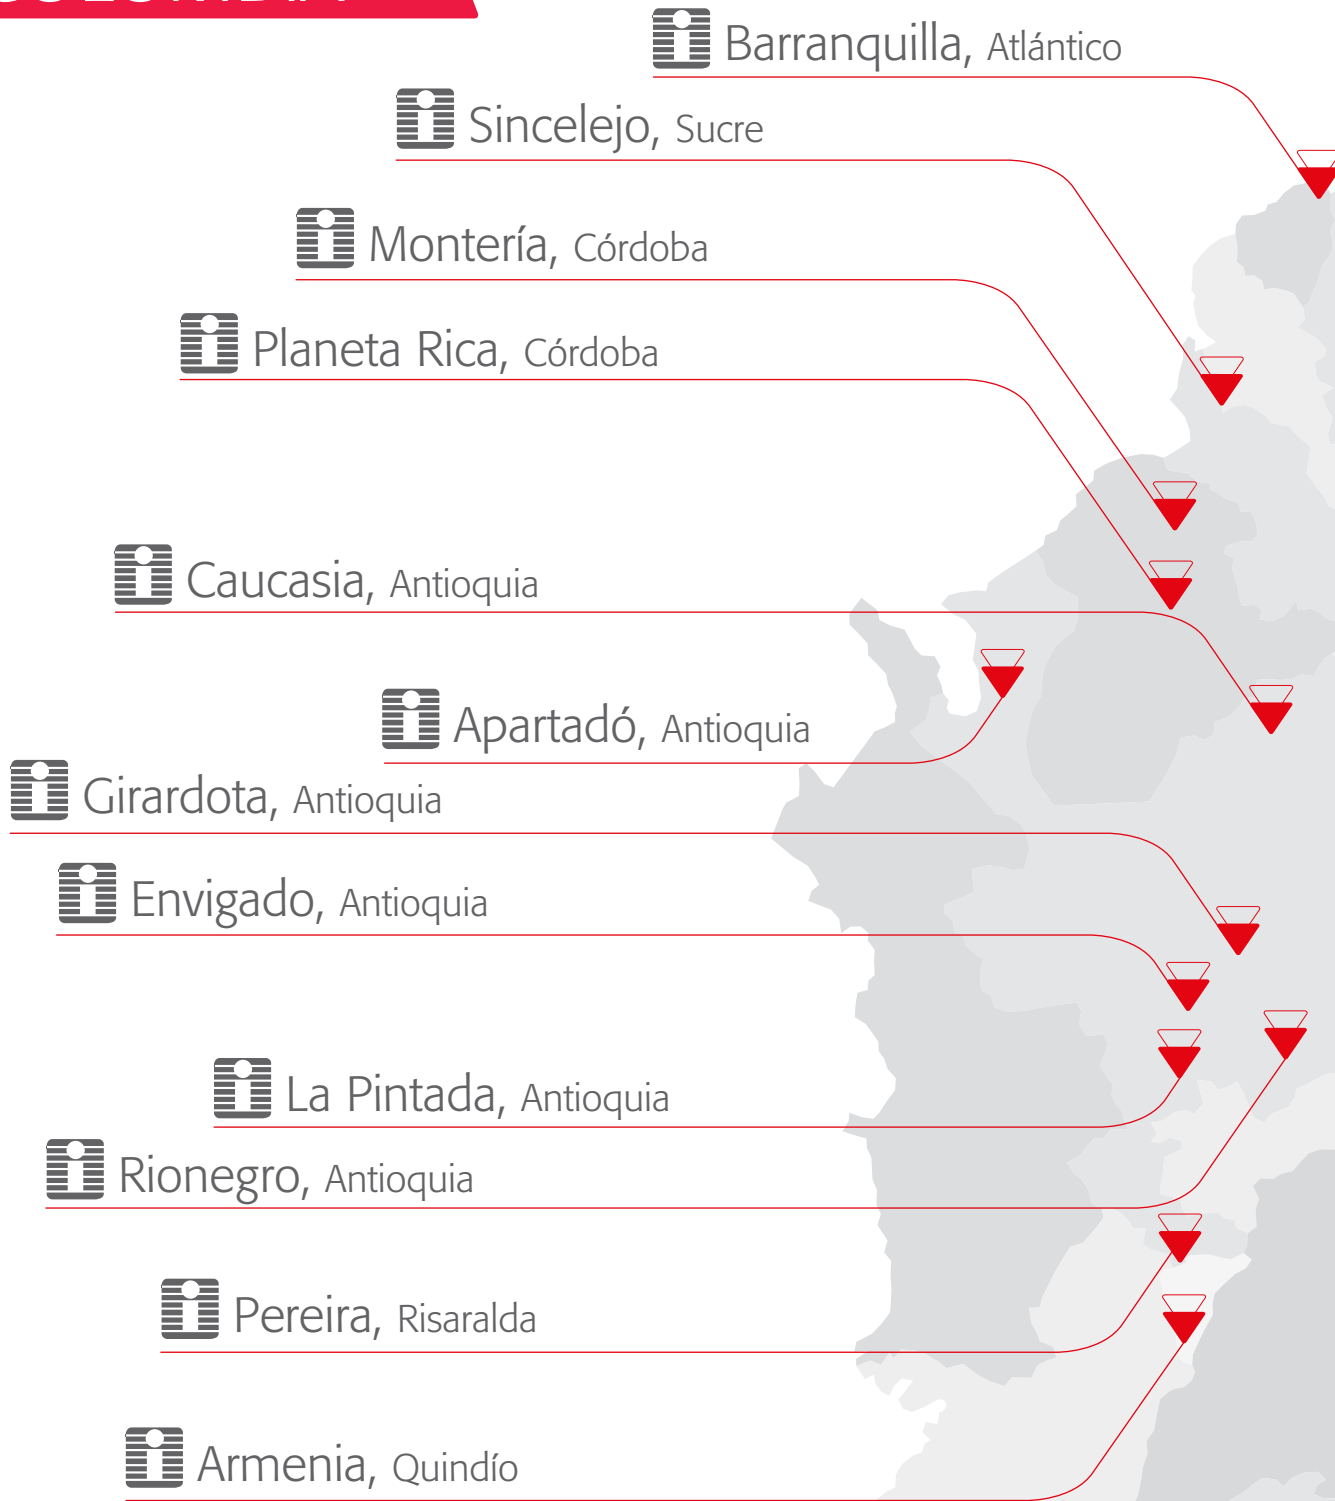 Barranquilla, Atlántico
Sincelejo, Sucre
Montería, Córdoba
Planeta Rica, Córdoba
Caucasia, Antioquia
Apartadó, Antioquia
Girardota, Antioquia
Envigado, Antioquia
La Pintada, Antioquia
Rionegro, Antioquia
Pereira, Risaralda
Armenia, Quindío